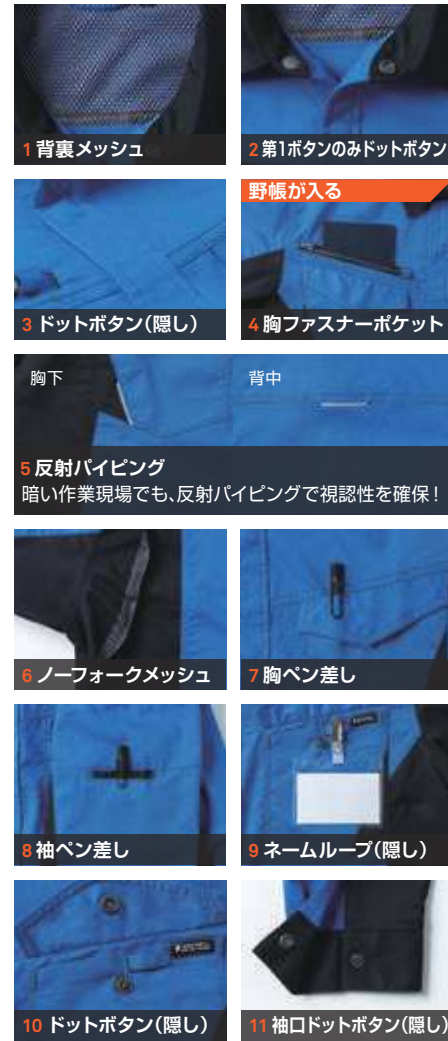 1 背裏メッシュ
2 第1ボタンのみドットボタン
3 ドットボタン(隠し)
野帳が入る
4 胸ファスナーポケット
胸下
背中
5 反射パイピング
暗い作業現場でも、反射パイピングで視認性を確保!
6 ノーフォークメッシュ
7 胸ペン差し
8 袖ペン差し
9 ネームループ(隠し)
10 ドットボタン(隠し)
11 袖口ドットボタン(隠し)